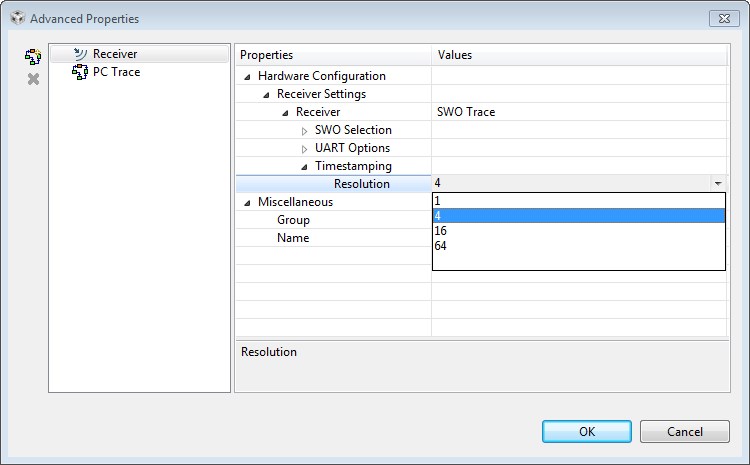 Advanced Properties
Receiver
PC Trace
Properties Values
Hardware Configuration
Receiver Settings
Receiver SWO Trace
SWO Selection
UART Options
Timestamping
Resolution 4
Miscellaneous 1
4
Group 16
Name 64
Resolution
OK Cancel